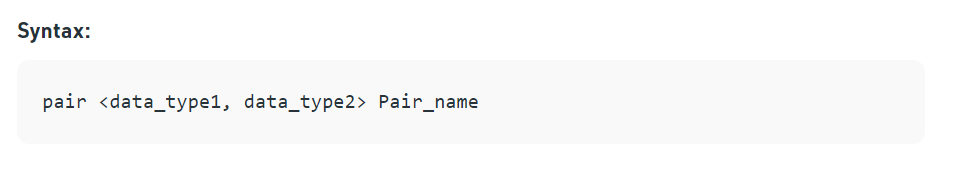 Syntax:
pair <data_type1, data_type2> Pair_name